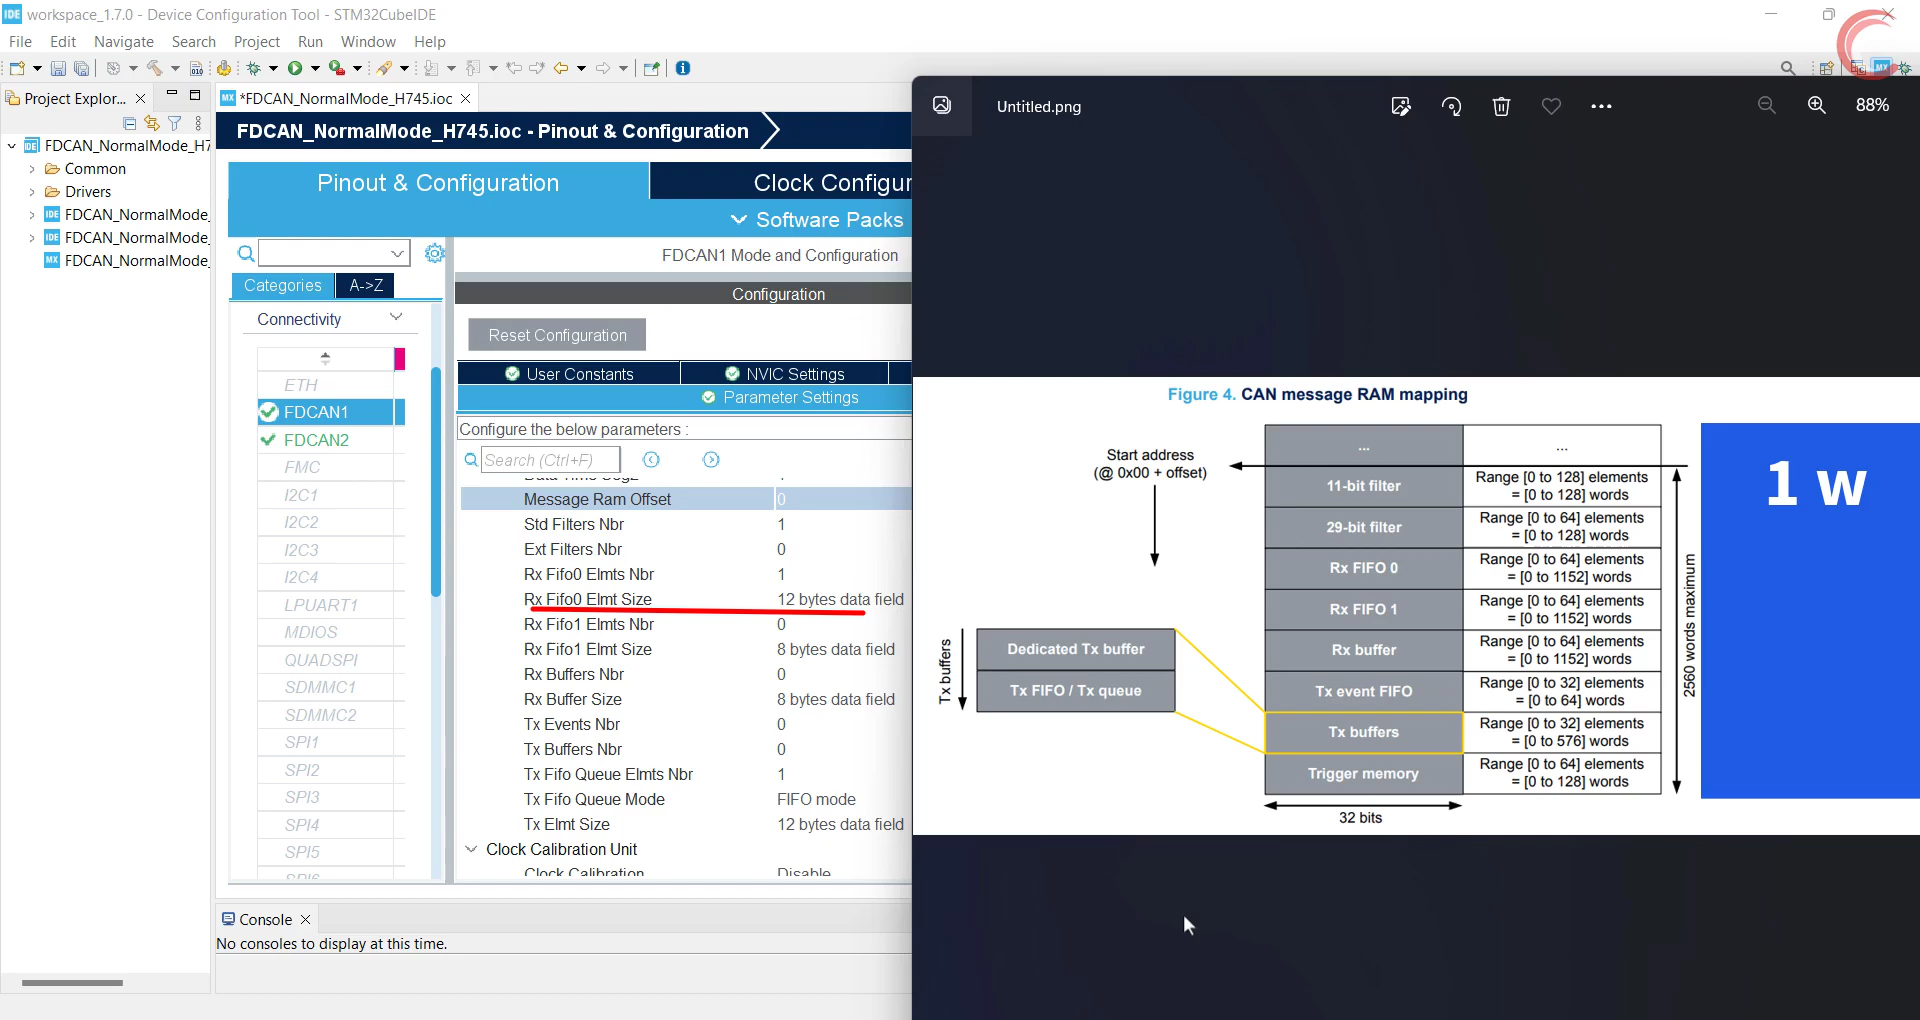 workspace_1.7.0 - Device Configuration Tool - STM32CubeIDE
File Edit Navigate Search Project Run Window Help
Project Explor...
FDCAN_NormalMode_H7
Common
Drivers
FDCAN_NormalMode_
FDCAN_NormalMode_
FDCAN_NormalMode_
*FDCAN_NormalMode_H745.ioc
FDCAN_NormalMode_H745.ioc - Pinout & Configuration
Pinout & Configuration
Clock Configur
Software Packs
Categories
A->Z
Connectivity
ETH
FDCAN1
FDCAN2
FMC
I2C1
I2C2
I2C3
I2C4
LPUART1
MDIOS
QUADSPI
SDMMC1
SDMMC2
SPI1
SPI2
SPI3
SPI4
SPI5
SPI6
FDCAN1 Mode and Configuration
Configuration
Reset Configuration
User Constants
NVIC Settings
Parameter Settings
Configure the below parameters :
Search (Ctrl+F)
Message Ram Offset 0
Std Filters Nbr 1
Ext Filters Nbr 0
Rx Fifo0 Elmts Nbr 1
Rx Fifo0 Elmt Size 12 bytes data field
Rx Fifo1 Elmts Nbr 0
Rx Fifo1 Elmt Size 8 bytes data field
Rx Buffers Nbr 0
Rx Buffer Size 8 bytes data field
Tx Events Nbr 0
Tx Buffers Nbr 0
Tx Fifo Queue Elmts Nbr 1
Tx Fifo Queue Mode FIFO mode
Tx Elmt Size 12 bytes data field
Clock Calibration Unit
Clock Calibration Disable
Console
No consoles to display at this time.
Untitled.png
88%
Figure 4. CAN message RAM mapping
Start address
(@ 0x00 + offset)
... ...
11-bit filter
Range [0 to 128] elements
= [0 to 128] words
29-bit filter
Range [0 to 64] elements
= [0 to 128] words
Rx FIFO 0
Range [0 to 64] elements
= [0 to 1152] words
Rx FIFO 1
Range [0 to 64] elements
= [0 to 1152] words
Rx buffer
Range [0 to 64] elements
= [0 to 1152] words
Tx event FIFO
Range [0 to 32] elements
= [0 to 64] words
Tx buffers
Range [0 to 32] elements
= [0 to 576] words
Trigger memory
Range [0 to 64] elements
= [0 to 128] words
32 bits
2560 words maximum
Tx buffers
Dedicated Tx buffer
Tx FIFO / Tx queue
1 w